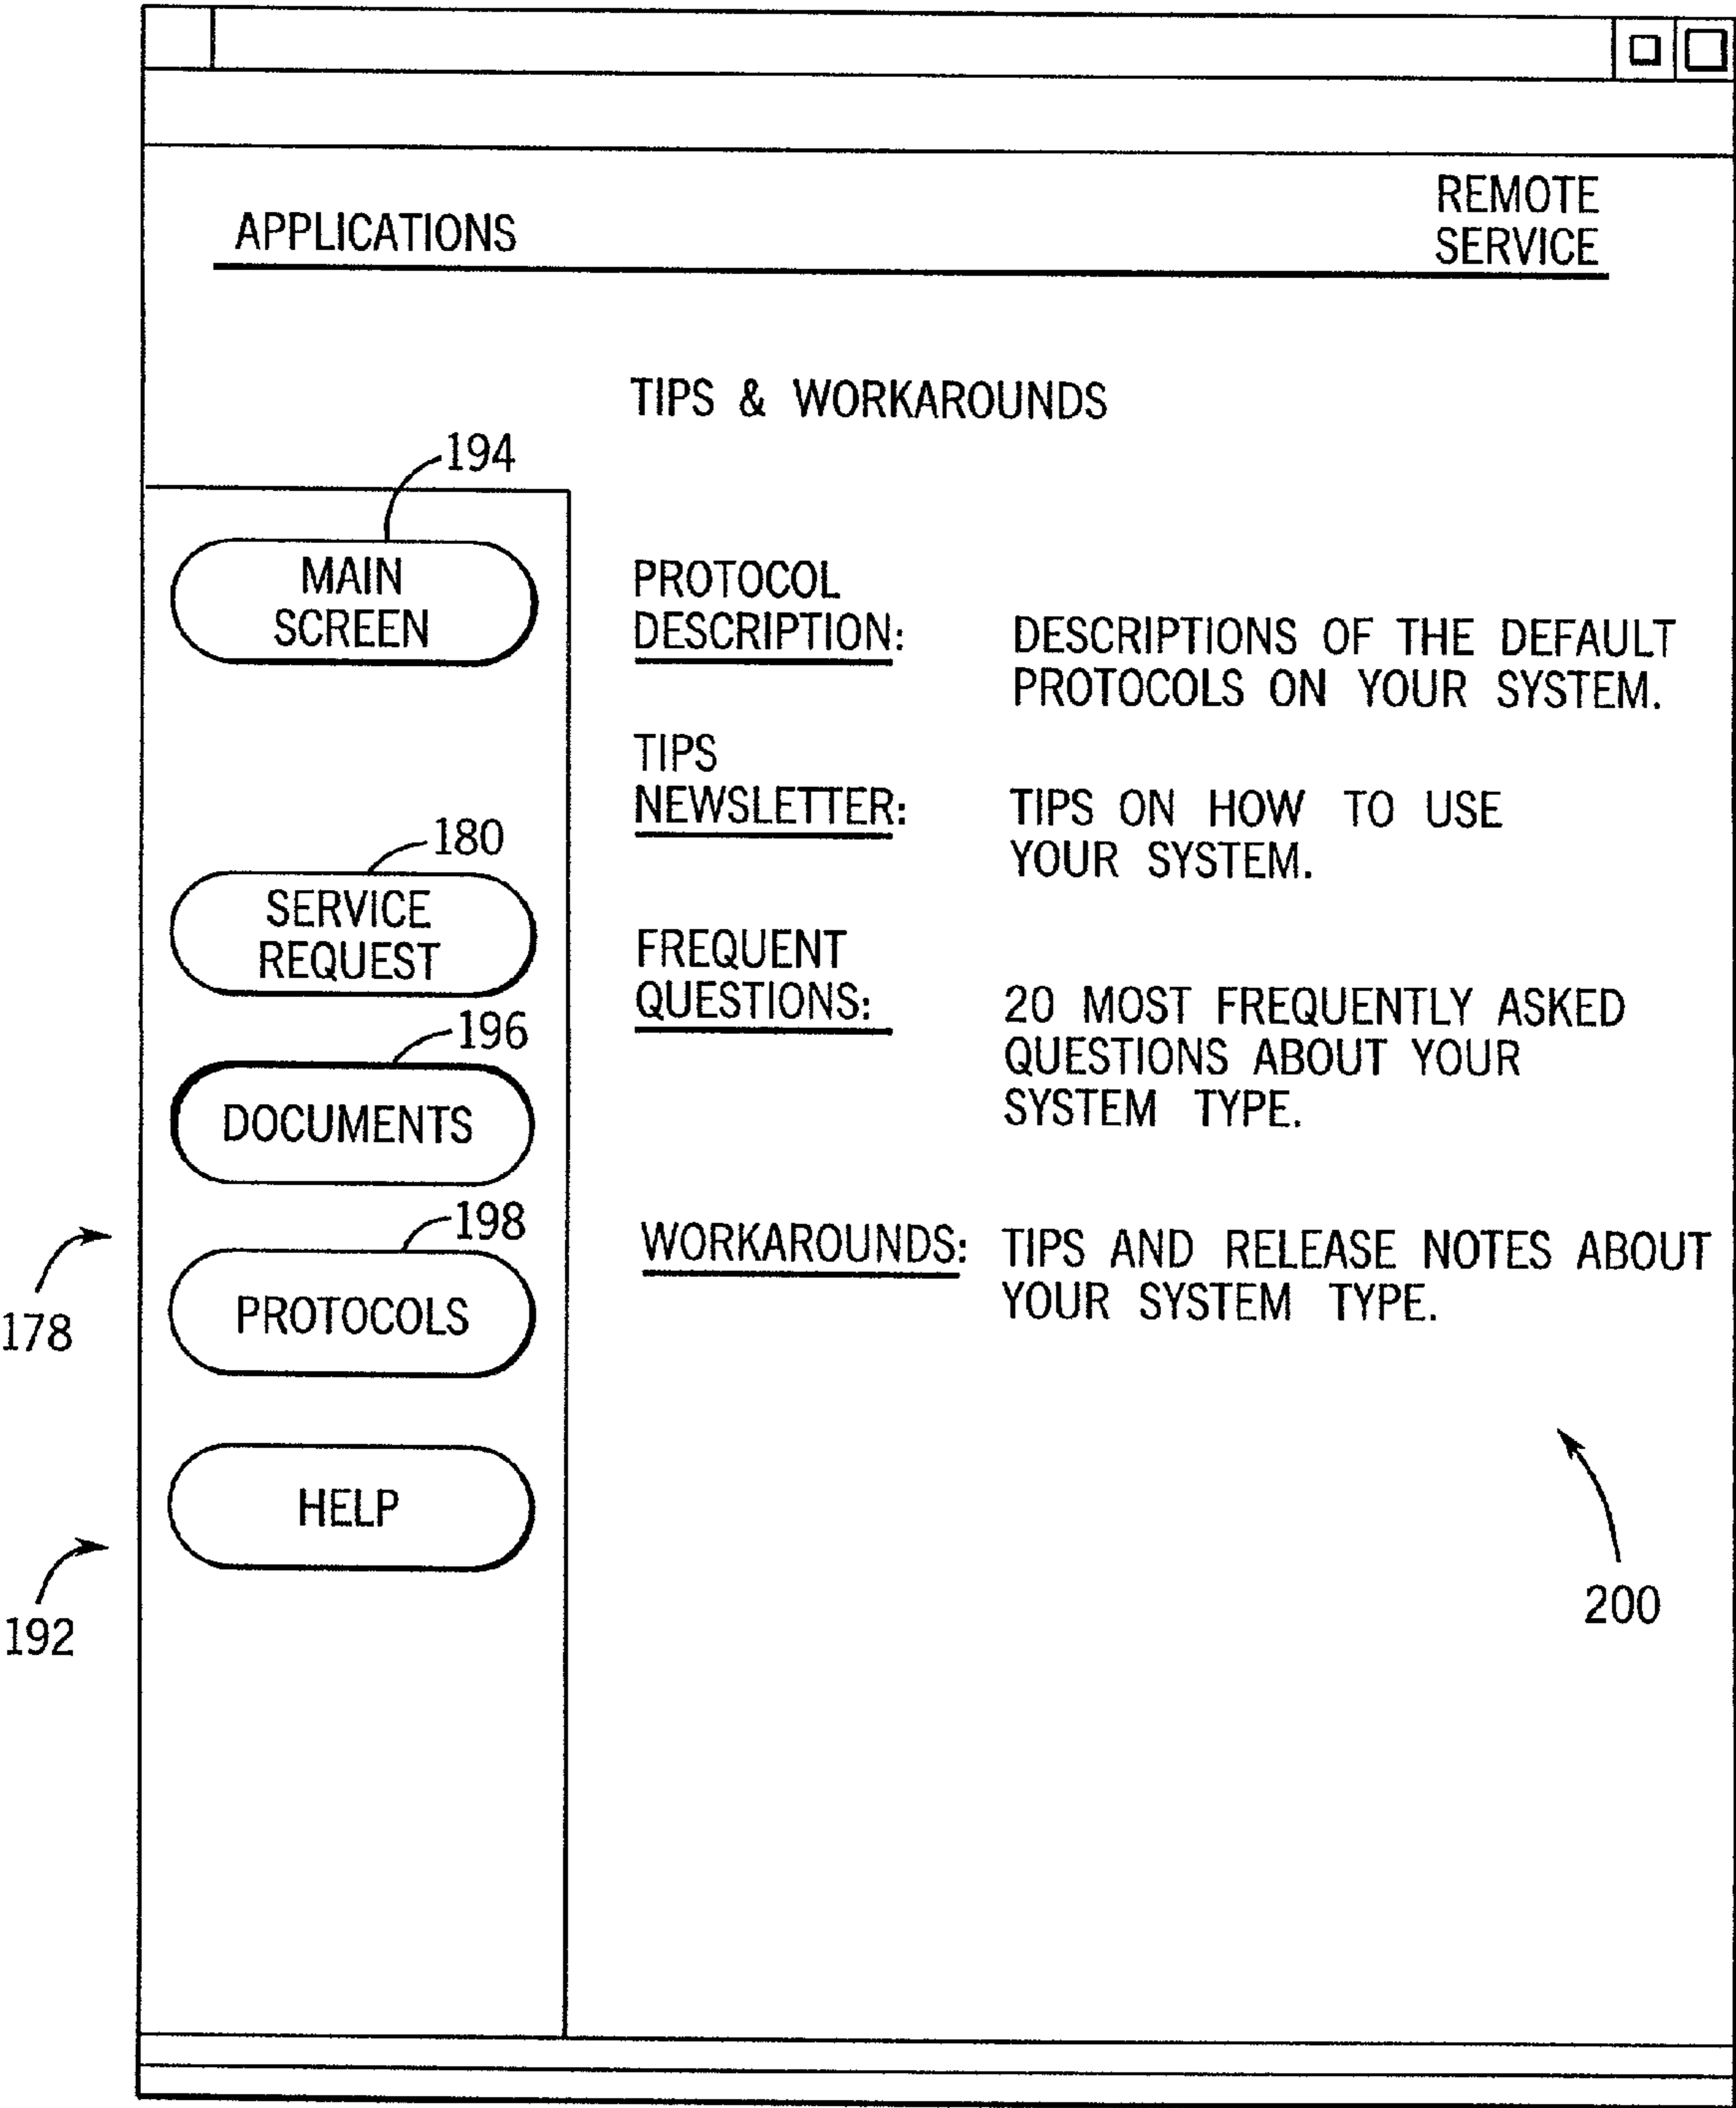 APPLICATIONS
REMOTE
SERVICE
TIPS & WORKAROUNDS
194
MAIN
SCREEN
180
SERVICE
REQUEST
196
DOCUMENTS
198
PROTOCOLS
HELP
178
192
PROTOCOL
DESCRIPTION:
DESCRIPTIONS OF THE DEFAULT
PROTOCOLS ON YOUR SYSTEM.
TIPS
NEWSLETTER:
TIPS ON HOW TO USE
YOUR SYSTEM.
FREQUENT
QUESTIONS:
20 MOST FREQUENTLY ASKED
QUESTIONS ABOUT YOUR
SYSTEM TYPE.
WORKAROUNDS:
TIPS AND RELEASE NOTES ABOUT
YOUR SYSTEM TYPE.
200